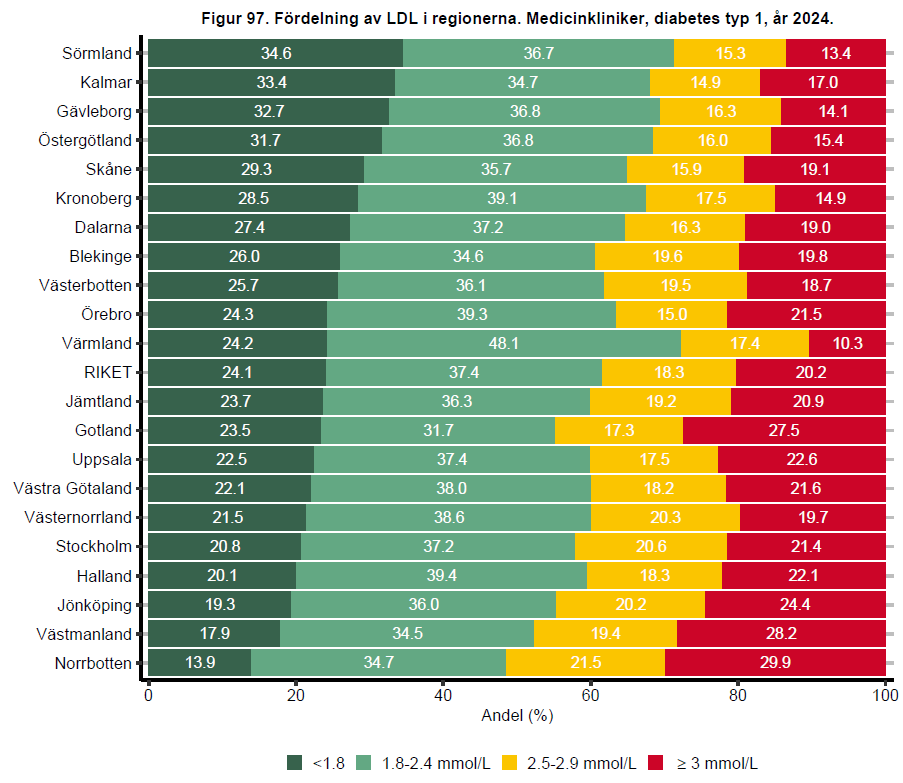 Figur 97. Fördelning av LDL i regionerna. Medicinkliniker, diabetes typ 1, år 2024.
Sörmland 34.6 36.7 15.3 13.4
Kalmar 33.4 34.7 14.9 17.0
Gävleborg 32.7 36.8 16.3 14.1
Östergötland 31.7 36.8 16.0 15.4
Skåne 29.3 35.7 15.9 19.1
Kronoberg 28.5 39.1 17.5 14.9
Dalarna 27.4 37.2 16.3 19.0
Blekinge 26.0 34.6 19.6 19.8
Västerbotten 25.7 36.1 19.5 18.7
Örebro 24.3 39.3 15.0 21.5
Värmland 24.2 48.1 17.4 10.3
RIKET 24.1 37.4 18.3 20.2
Jämtland 23.7 36.3 19.2 20.9
Gotland 23.5 31.7 17.3 27.5
Uppsala 22.5 37.4 17.5 22.6
Västra Götaland 22.1 38.0 18.2 21.6
Västernorrland 21.5 38.6 20.3 19.7
Stockholm 20.8 37.2 20.6 21.4
Halland 20.1 39.4 18.3 22.1
Jönköping 19.3 36.0 20.2 24.4
Västmanland 17.9 34.5 19.4 28.2
Norrbotten 13.9 34.7 21.5 29.9
0 20 40 60 80 100
Andel (%)
<1.8 1.8-2.4 mmol/L 2.5-2.9 mmol/L ≥ 3 mmol/L